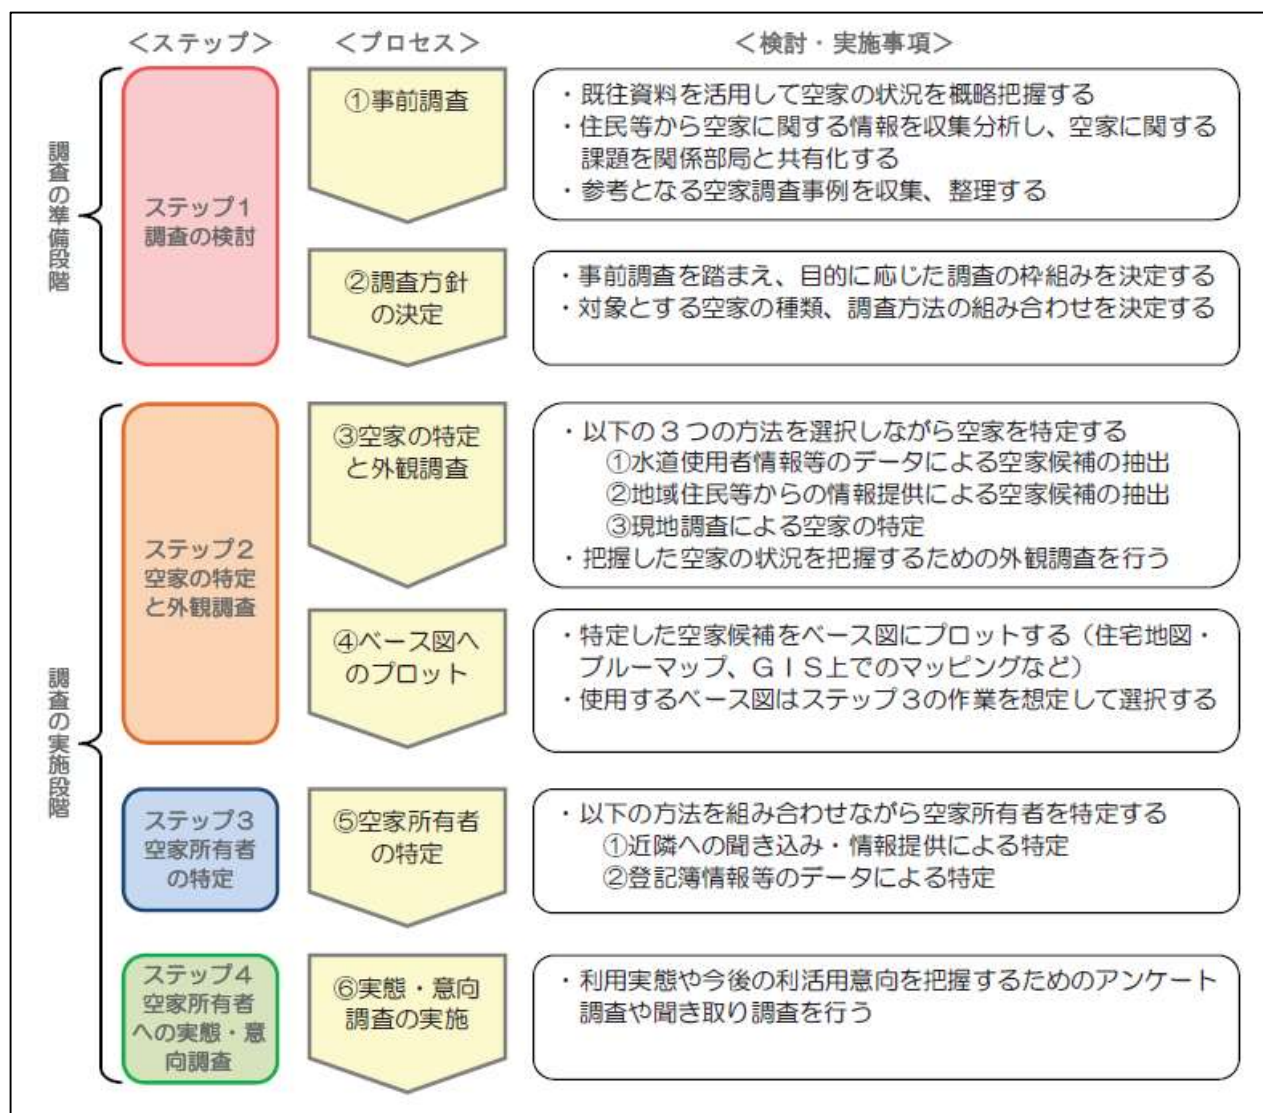 <ステップ>
<プロセス>
<検討・実施事項>
調査の準備段階
ステップ1
調査の検討
①事前調査
・既往資料を活用して空家の状況を概略把握する
・住民等から空家に関する情報を収集分析し、空家に関する
課題を関係部局と共有化する
・参考となる空家調査事例を収集、整理する
②調査方針
の決定
・事前調査を踏まえ、目的に応じた調査の枠組みを決定する
・対象とする空家の種類、調査方法の組み合わせを決定する
調査の実施段階
ステップ2
空家の特定
と外観調査
③空家の特定
と外観調査
・以下の3つの方法を選択しながら空家を特定する
①水道使用者情報等のデータによる空家候補の抽出
②地域住民等からの情報提供による空家候補の抽出
③現地調査による空家の特定
・把握した空家の状況を把握するための外観調査を行う
④ベース図へ
のプロット
・特定した空家候補をベース図にプロットする(住宅地図・
ブルーマップ、GIS上でのマッピングなど)
・使用するベース図はステップ3の作業を想定して選択する
ステップ3
空家所有者
の特定
⑤空家所有者
の特定
・以下の方法を組み合わせながら空家所有者を特定する
①近隣への聞き込み・情報提供による特定
②登記簿情報等のデータによる特定
ステップ4
空家所有者
への実態・意
向調査
⑥実態・意向
調査の実施
・利用実態や今後の利活用意向を把握するためのアンケート
調査や聞き取り調査を行う